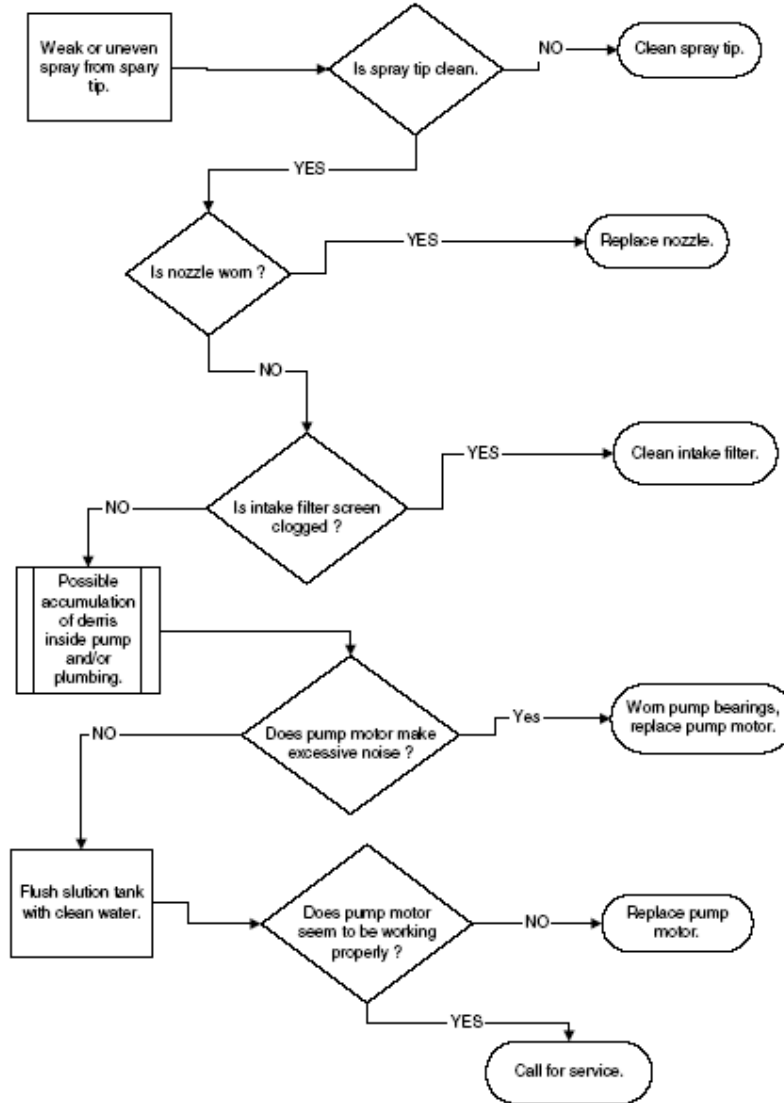 Weak or uneven
spray from spary
tip.
Is spray tip clean.
NO
Clean spray tip.
YES
Is nozzle worn ?
YES
Replace nozzle.
NO
Is intake filter screen
clogged ?
YES
Clean intake filter.
NO
Possible
accumulation
of derris
inside pump
and/or
plumbing.
Does pump motor make
excessive noise ?
Yes
Worn pump bearings,
replace pump motor.
NO
Flush slution tank
with clean water.
Does pump motor
seem to be working
properly ?
NO
Replace pump
motor.
YES
Call for service.